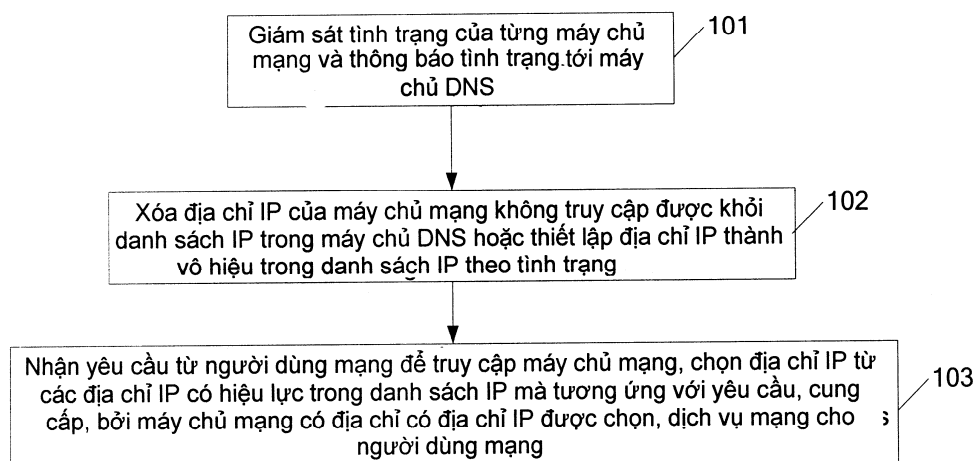 Giám sát tình trạng của từng máy chủ
mạng và thông báo tình trạng.tới máy
chủ DNS
101
Xóa địa chỉ IP của máy chủ mạng không truy cập được khỏi
danh sách IP trong máy chủ DNS hoặc thiết lập địa chỉ IP thành
vô hiệu trong danh sách IP theo tình trạng
102
Nhận yêu cầu từ người dùng mạng để truy cập máy chủ mạng, chọn địa chỉ IP từ
các địa chỉ IP có hiệu lực trong danh sách IP mà tương ứng với yêu cầu, cung
cấp, bởi máy chủ mạng có địa chỉ có địa chỉ IP được chọn, dịch vụ mạng cho s
người dùng mạng
103